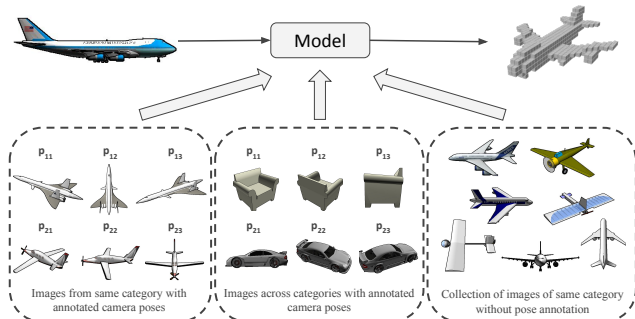 Model
p11 p12 p13
p21 p22 p23
Images from same category with
annotated camera poses
p11 p12 p13
p21 p22 p23
Images across categories with annotated
camera poses
Collection of images of same category
without pose annotation